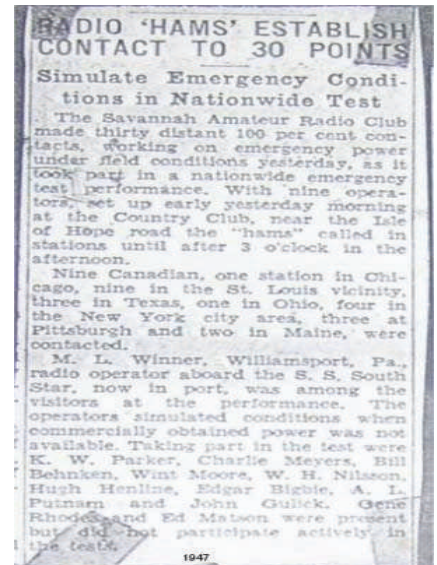 RADIO 'HAMS' ESTABLISH
CONTACT TO 30 POINTS
Simulate Emergency Condi-
tions in Nationwide Test
The Savannah Amateur Radio Club
made thirty distant 100 per cent con-
tacts, working on emergency power
under field conditions yesterday, as it
took part in a nationwide emergency
test performance. With nine opera-
tors, set up early yesterday morning
at the Country Club, near the Isle
of Hope road the "hams" called in
stations until after 3 o'clock in the
afternoon.
Nine Canadian, one station in Chi-
cago, nine in the St. Louis vicinity,
three in Texas, one in Ohio, four in
the New York city area, three at
Pittsburgh and two in Maine, were
contacted.
M. L. Winner, Williamsport, Pa.,
radio operator aboard the S. S. South
Star, now in port, was among the
visitors at the performance. The
operators simulated conditions when
commercially obtained power was not
available. Taking part in the test were
K. W. Parker, Charlie Meyers, Bill
Behnken, Wint Moore, W. H. Nilsson,
Hugh Henline, Edgar Bigbie, A. L.
Putnam and John Gulick. Gene
Rhodes and Ed Matson were present
but did not participate actively in
the tests.
1947